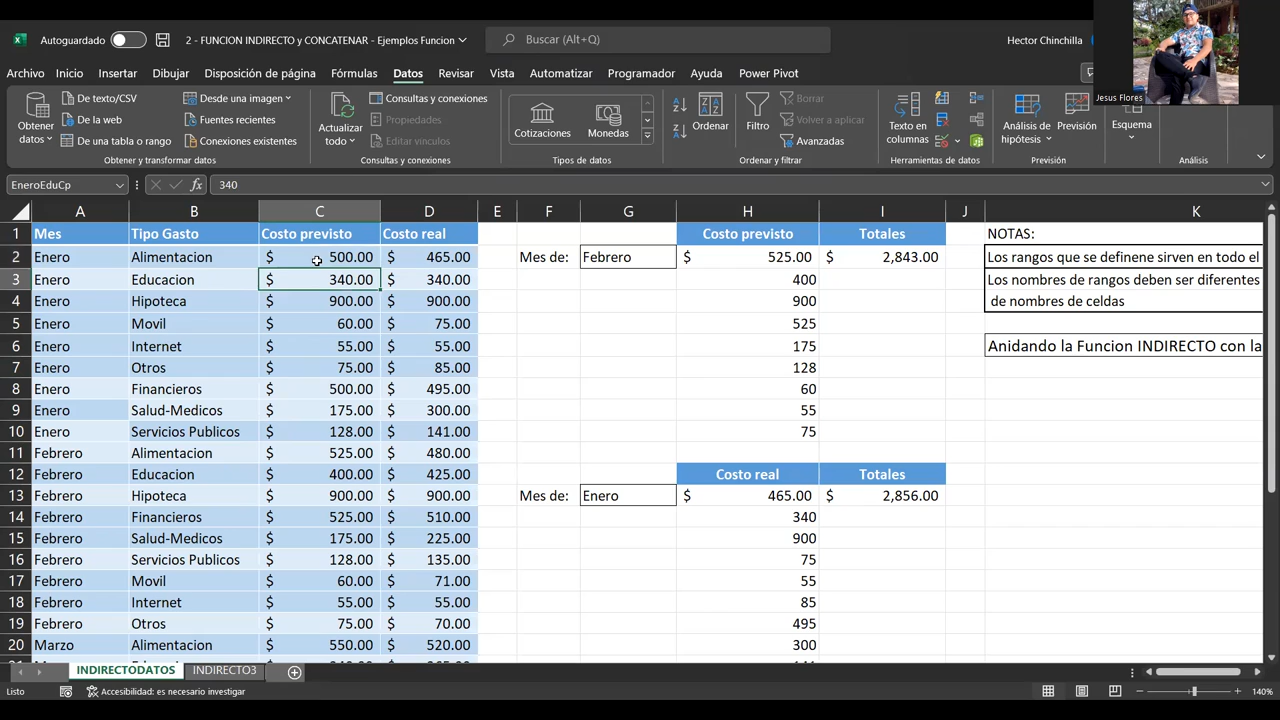 Autoguardado
2 - FUNCION INDIRECTO y CONCATENAR - Ejemplos Funcion
Buscar (Alt+Q)
Hector Chinchilla
Jesus Flores
Archivo Inicio Insertar Dibujar Disposición de página Fórmulas Datos Revisar Vista Automatizar Programador Ayuda Power Pivot
Obtener datos
De texto/CSV
De la web
De una tabla o rango
Desde una imagen
Fuentes recientes
Conexiones existentes
Obtener y transformar datos
Actualizar todo
Consultas y conexiones
Propiedades
Editar vínculos
Consultas y conexiones
Cotizaciones
Monedas
Tipos de datos
Ordenar
Filtro
Borrar
Volver a aplicar
Avanzadas
Ordenar y filtrar
Texto en columnas
Herramientas de datos
Análisis de hipótesis
Previsión
Previsión
Esquema
Análisis
EneroEduCp fx 340
A B C D E F G H I J K
1 Mes Tipo Gasto Costo previsto Costo real Costo previsto Totales NOTAS:
2 Enero Alimentacion $ 500.00 $ 465.00 Mes de: Febrero $ 525.00 $ 2,843.00 Los rangos que se definene sirven en todo el
3 Enero Educacion $ 340.00 $ 340.00 400 Los nombres de rangos deben ser diferentes
4 Enero Hipoteca $ 900.00 $ 900.00 900 de nombres de celdas
5 Enero Movil $ 60.00 $ 75.00 525
6 Enero Internet $ 55.00 $ 55.00 175 Anidando la Funcion INDIRECTO con la
7 Enero Otros $ 75.00 $ 85.00 128
8 Enero Financieros $ 500.00 $ 495.00 60
9 Enero Salud-Medicos $ 175.00 $ 300.00 55
10 Enero Servicios Publicos $ 128.00 $ 141.00 75
11 Febrero Alimentacion $ 525.00 $ 480.00
12 Febrero Educacion $ 400.00 $ 425.00 Costo real Totales
13 Febrero Hipoteca $ 900.00 $ 900.00 Mes de: Enero $ 465.00 $ 2,856.00
14 Febrero Financieros $ 525.00 $ 510.00 340
15 Febrero Salud-Medicos $ 175.00 $ 225.00 900
16 Febrero Servicios Publicos $ 128.00 $ 135.00 75
17 Febrero Movil $ 60.00 $ 71.00 55
18 Febrero Internet $ 55.00 $ 55.00 85
19 Febrero Otros $ 75.00 $ 70.00 495
20 Marzo Alimentacion $ 550.00 $ 520.00 300
INDIRECTODATOS INDIRECTO3
Listo
Accesibilidad: es necesario investigar
140%